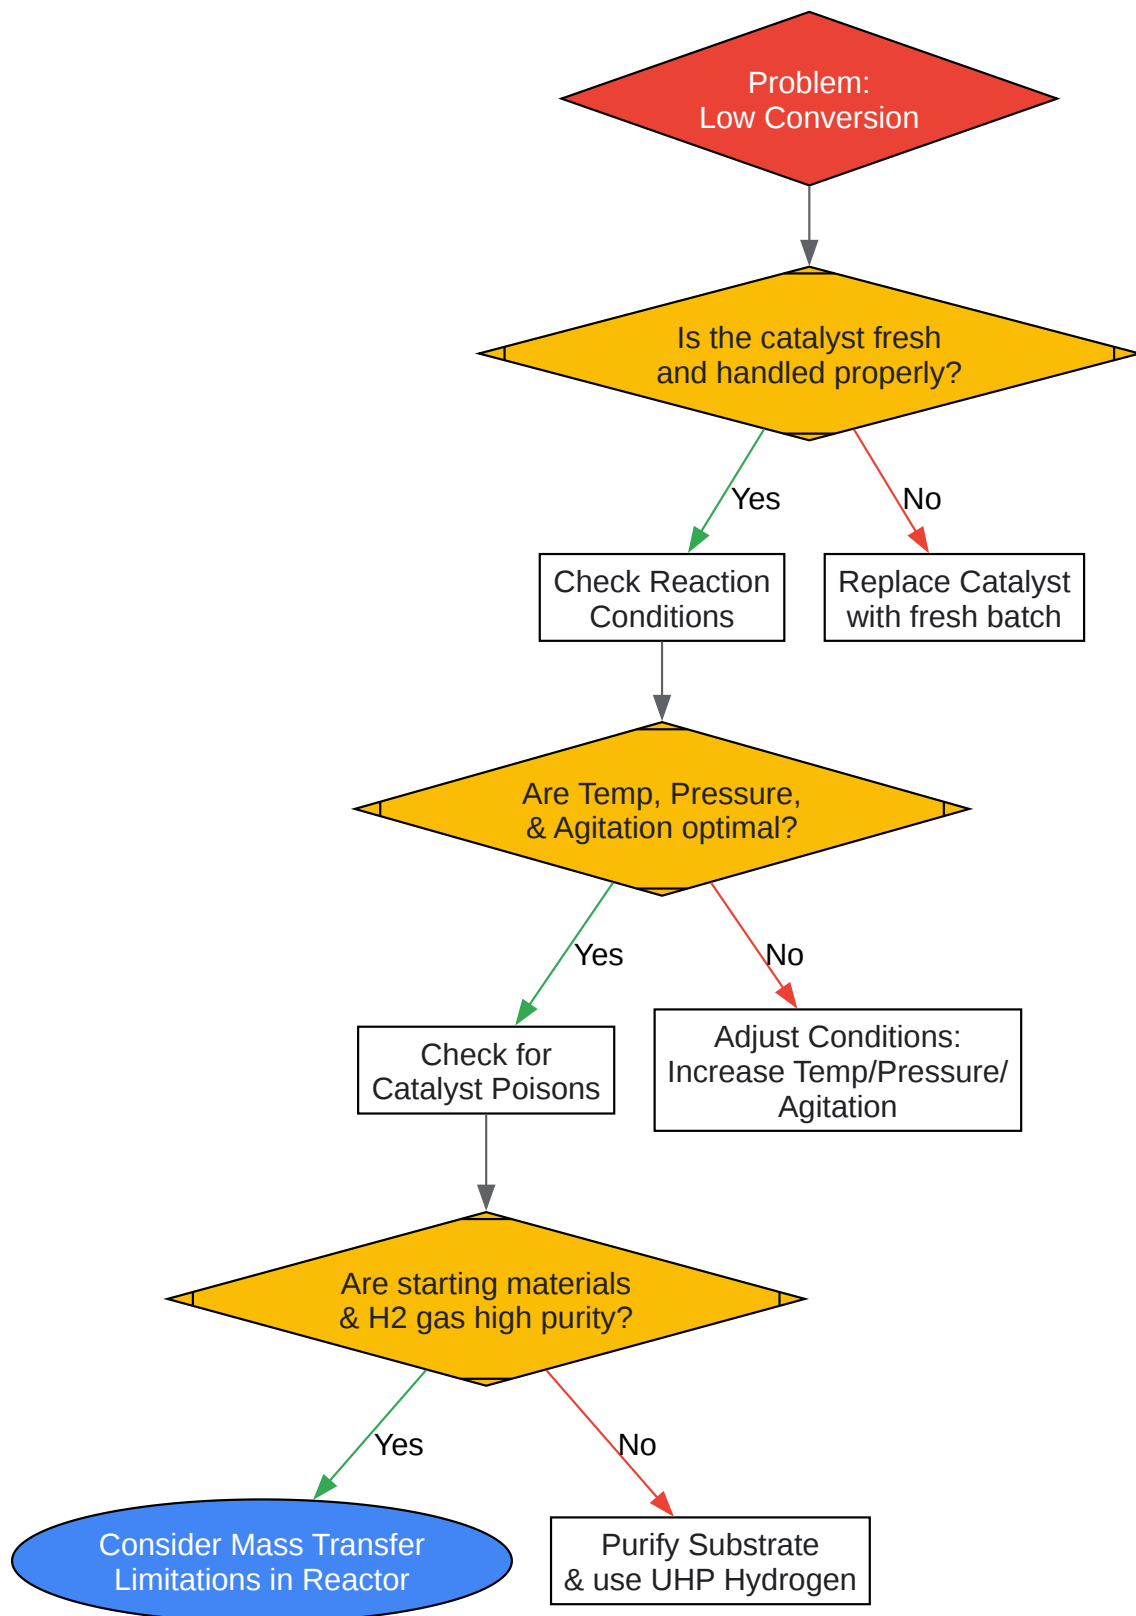 Problem:
Low Conversion
Is the catalyst fresh
and handled properly?
Yes
No
Check Reaction
Conditions
Replace Catalyst
with fresh batch
Are Temp, Pressure,
& Agitation optimal?
Yes
No
Check for
Catalyst Poisons
Adjust Conditions:
Increase Temp/Pressure/
Agitation
Are starting materials
& H2 gas high purity?
Yes
No
Consider Mass Transfer
Limitations in Reactor
Purify Substrate
& use UHP Hydrogen